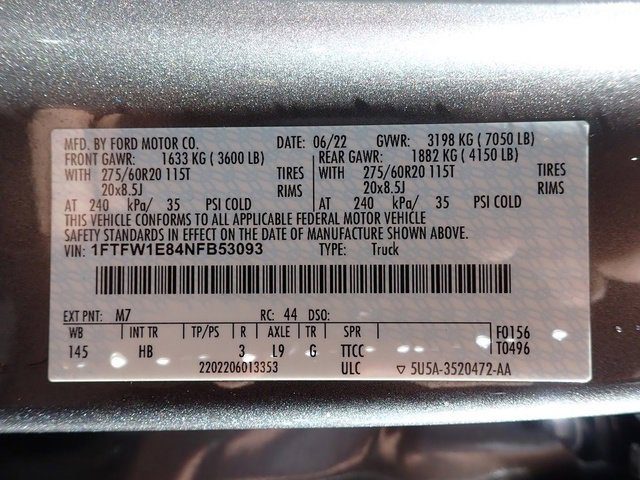 MFD. BY FORD MOTOR CO. DATE: 06/22 GVWR: 3198 KG ( 7050 LB)
FRONT GAWR: 1633 KG ( 3600 LB) REAR GAWR: 1882 KG ( 4150 LB)
WITH 275/60R20 115T TIRES WITH 275/60R20 115T TIRES
20x8.5J RIMS 20x8.5J RIMS
AT 240 kPa/ 35 PSI COLD AT 240 kPa/ 35 PSI COLD
THIS VEHICLE CONFORMS TO ALL APPLICABLE FEDERAL MOTOR VEHICLE
SAFETY STANDARDS IN EFFECT ON THE DATE OF MANUFACTURE SHOWN ABOVE.
VIN: 1FTFW1E84NFB53093 TYPE: Truck
EXT PNT: M7 RC: 44 DSO:
WB INT TR TP/PS R AXLE TR SPR F0156
145 HB 3 L9 G TTCC T0496
2202206013353 ULC ▽ 5U5A-3520472-AA